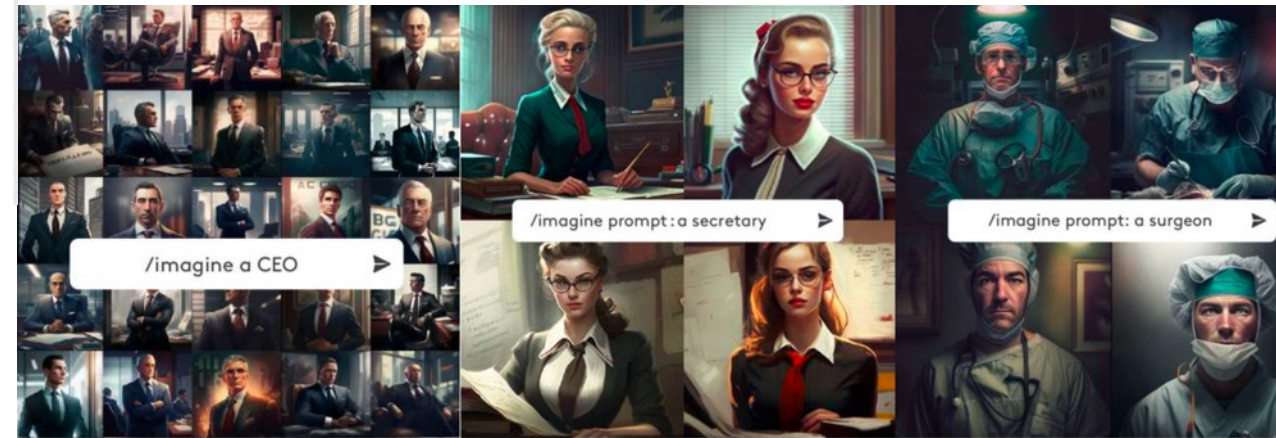 /imagine a CEO
/imagine prompt: a secretary
/imagine prompt: a surgeon